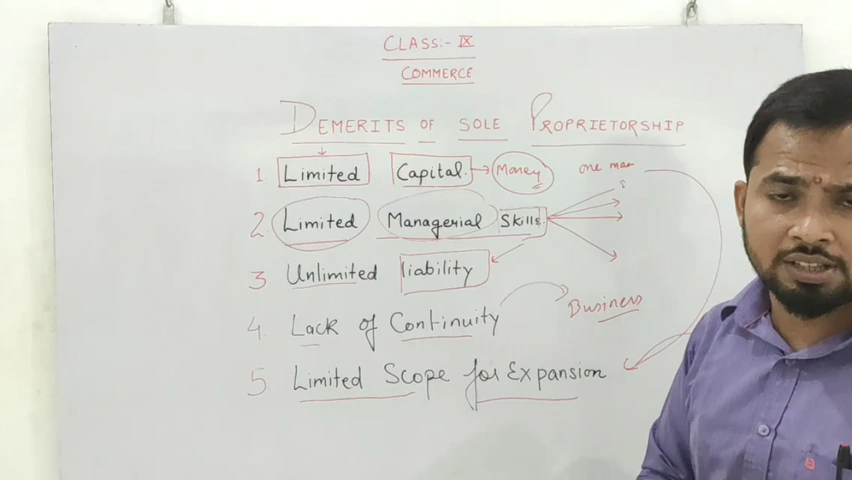 CLASS:- IX
COMMERCE
DEMERITS OF SOLE PROPRIETORSHIP
1. Limited Capital. Money one man
2. Limited Managerial Skills.
3 Unlimited liability
4. Lack of Continuity Business
5. Limited Scope for Expansion